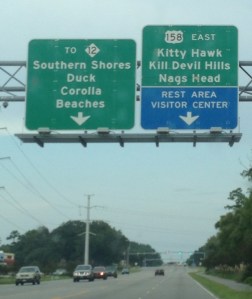 TO 12
Southern Shores
Duck
Corolla
Beaches
158 EAST
Kitty Hawk
Kill Devil Hills
Nags Head
REST AREA
VISITOR CENTER